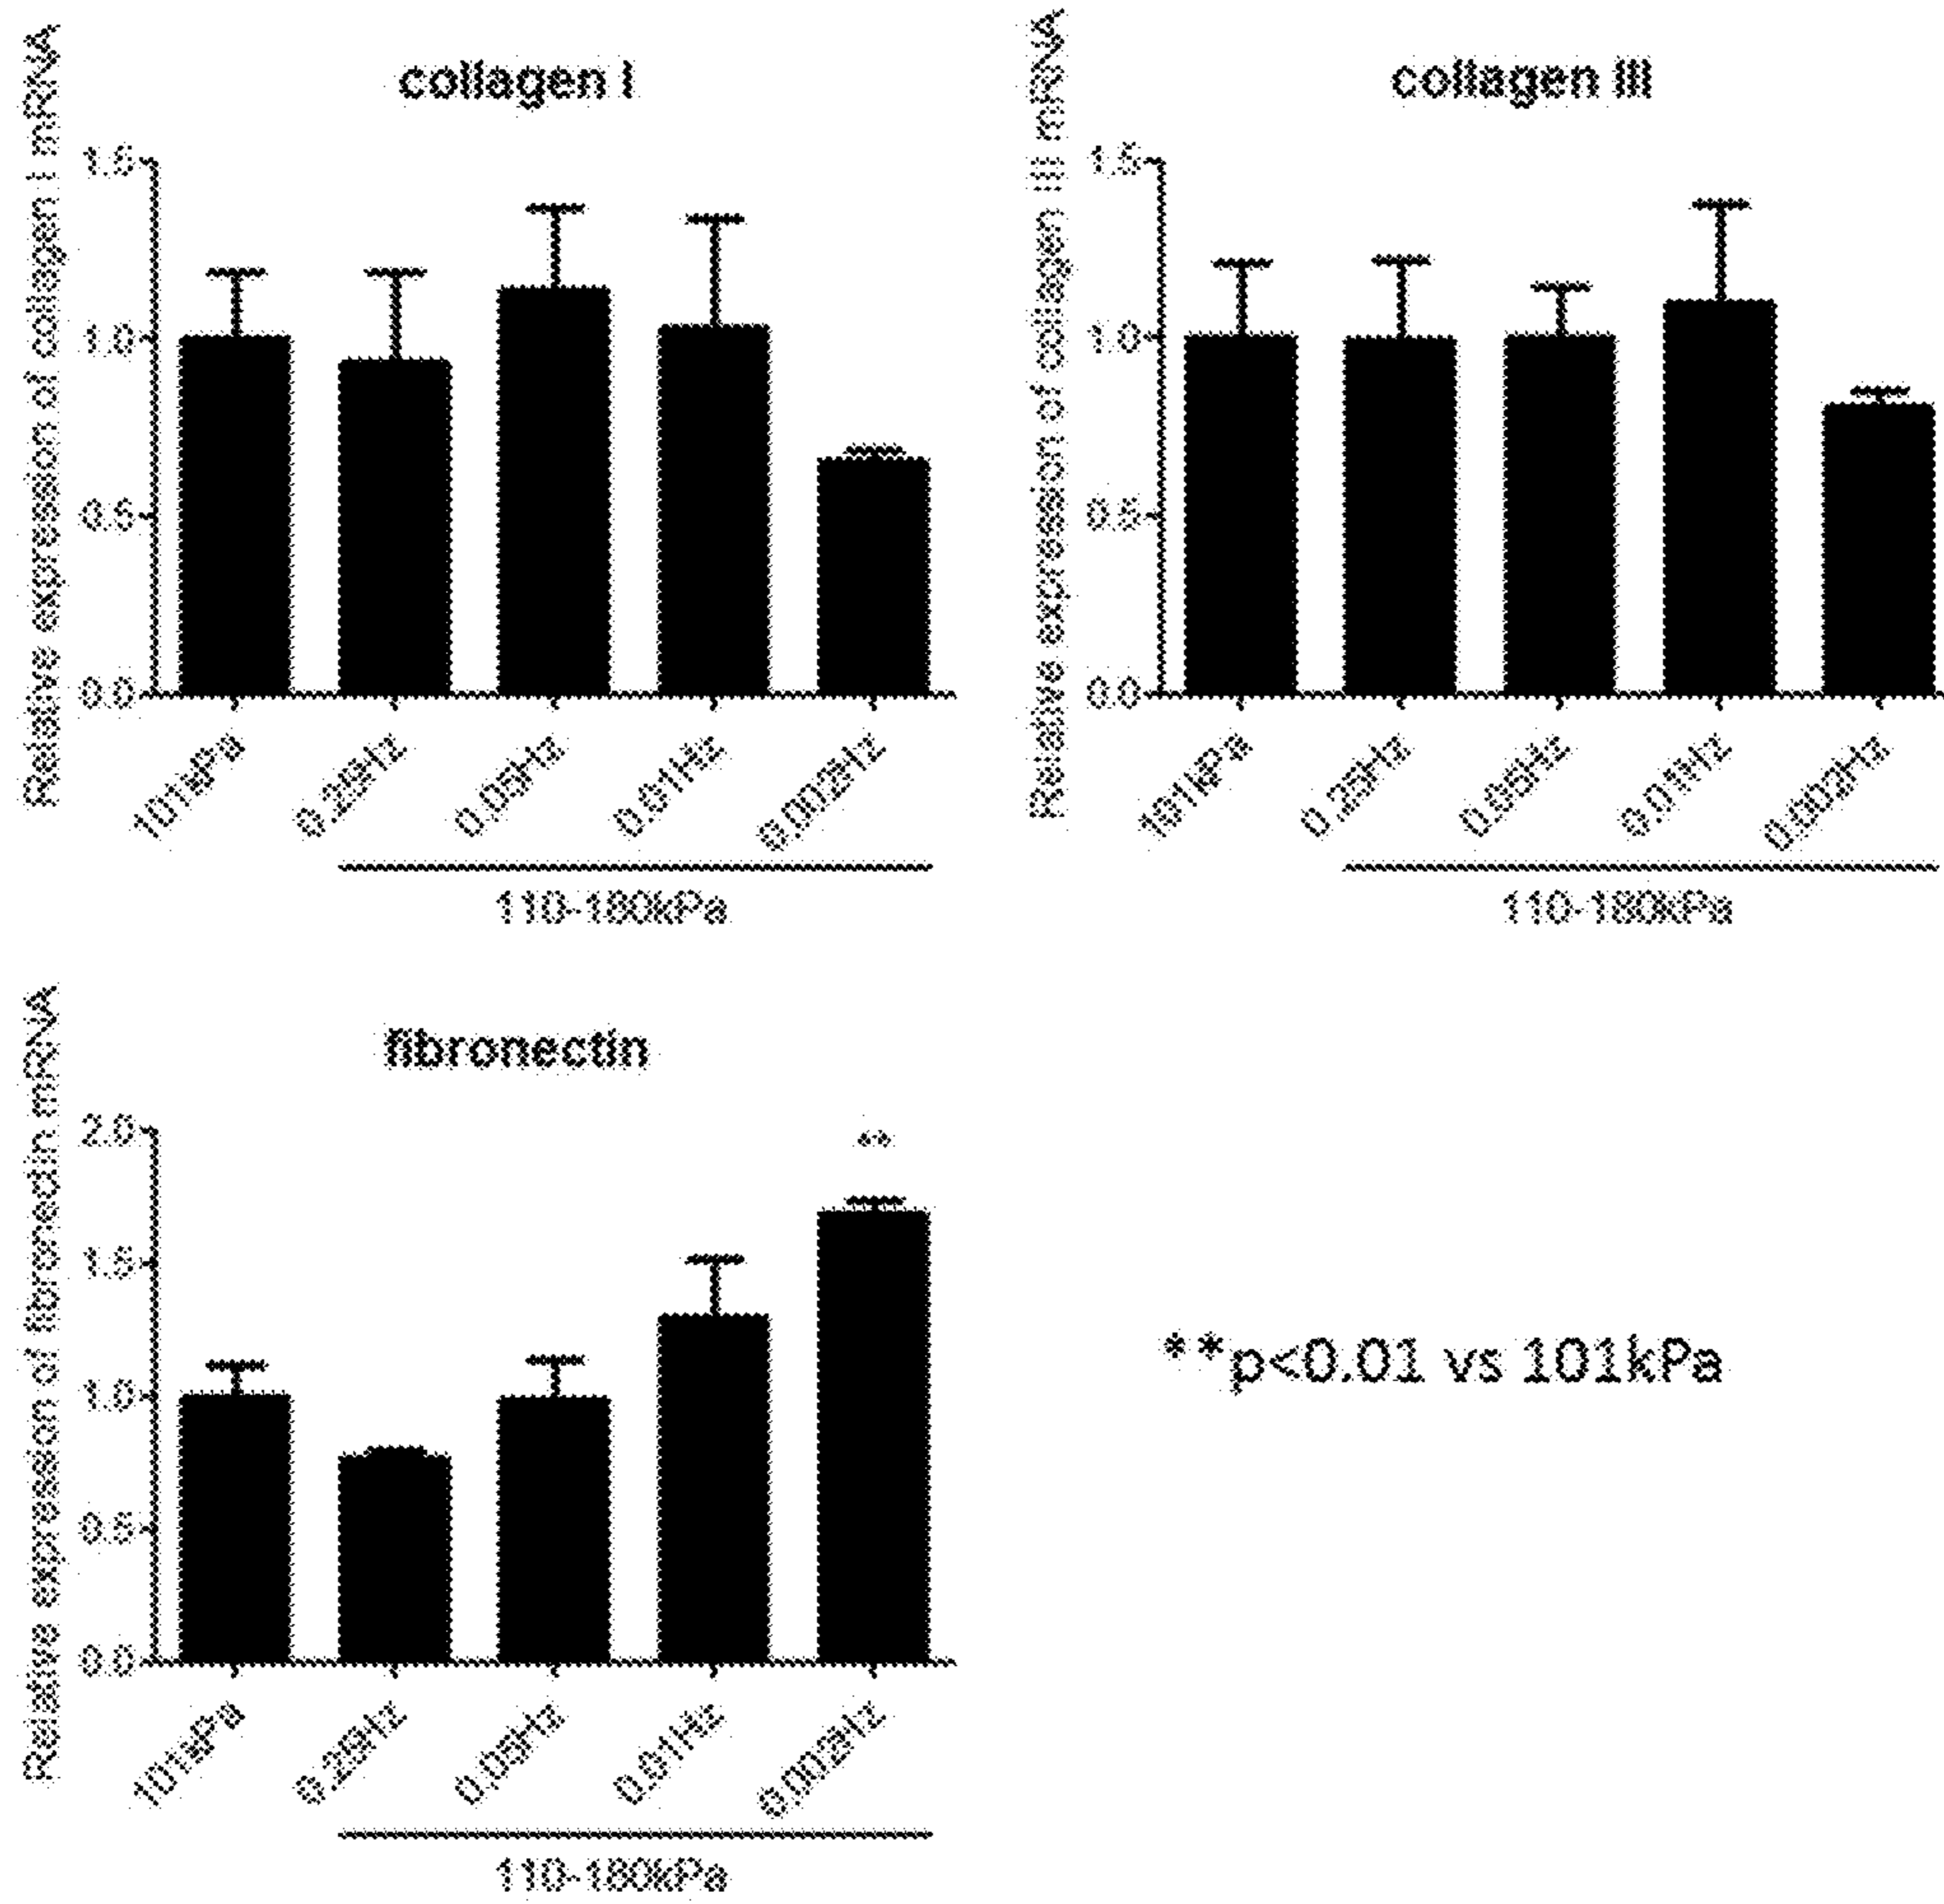 collagen I
Relative expression of collagen I mRNA
1.5
1.0
0.5
0.0
101kPa
0.25Hz
0.05Hz
0.01Hz
0.002Hz
110-180kPa
collagen III
Relative expression of collagen III mRNA
1.5
1.0
0.5
0.0
101kPa
0.25Hz
0.05Hz
0.01Hz
0.002Hz
110-180kPa
fibronectin
Relative expression of fibronectin mRNA
2.0
1.5
1.0
0.5
0.0
**
101kPa
0.25Hz
0.05Hz
0.01Hz
0.002Hz
110-180kPa
**p<0.01 vs 101kPa